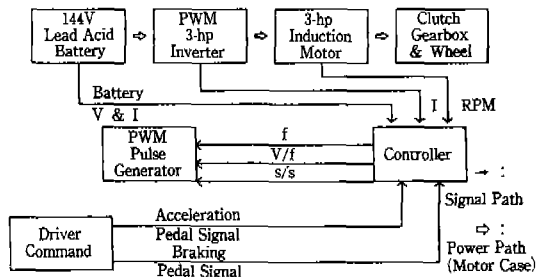 144V
Lead Acid
Battery
PWM
3-hp
Inverter
3-hp
Induction
Motor
Clutch
Gearbox
& Wheel
Battery
V & I
I
RPM
PWM
Pulse
Generator
f
V/f
s/s
Controller
→ :
Signal Path
⇨ :
Power Path
(Motor Case)
Driver
Command
Acceleration
Pedal Signal
Braking
Pedal Signal